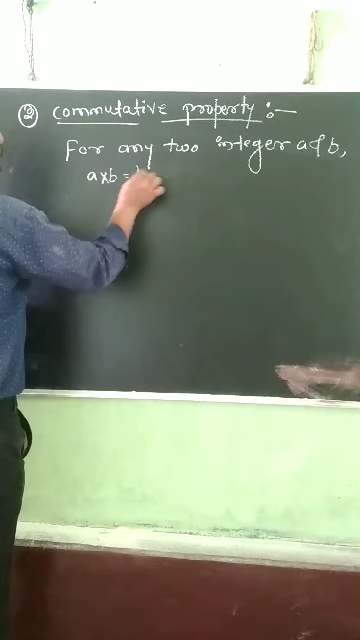 ② Commutative property :-
For any two integer a & b,
a×b =